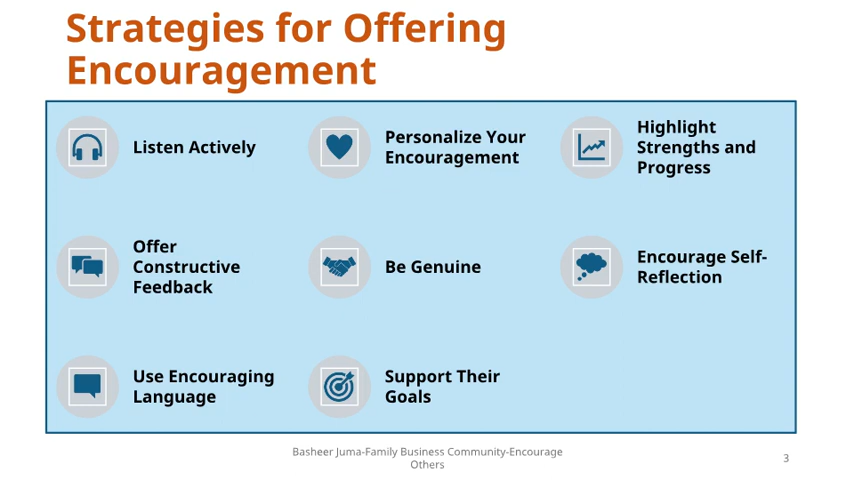 Strategies for Offering
Encouragement
Listen Actively
Personalize Your
Encouragement
Highlight
Strengths and
Progress
Offer
Constructive
Feedback
Be Genuine
Encourage Self-
Reflection
Use Encouraging
Language
Support Their
Goals
Basheer Juma-Family Business Community-Encourage
Others
3